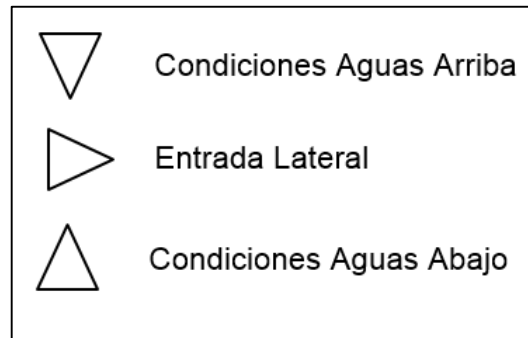 Condiciones Aguas Arriba
Entrada Lateral
Condiciones Aguas Abajo